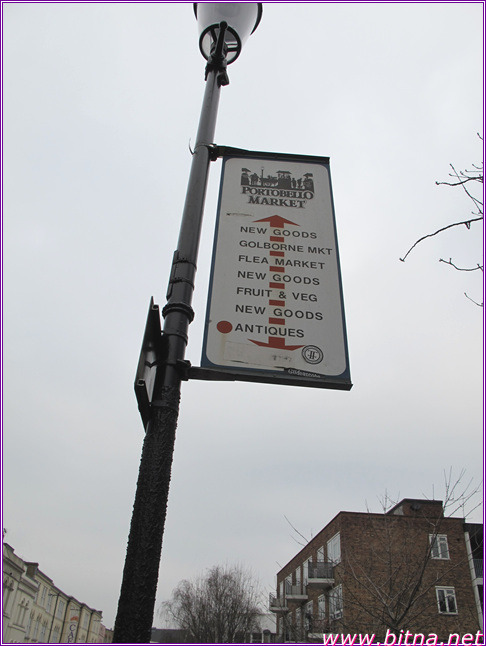 PORTOBELLO
MARKET
NEW GOODS
GOLBORNE MKT
FLEA MARKET
NEW GOODS
FRUIT & VEG
NEW GOODS
ANTIQUES
www.bitna.net